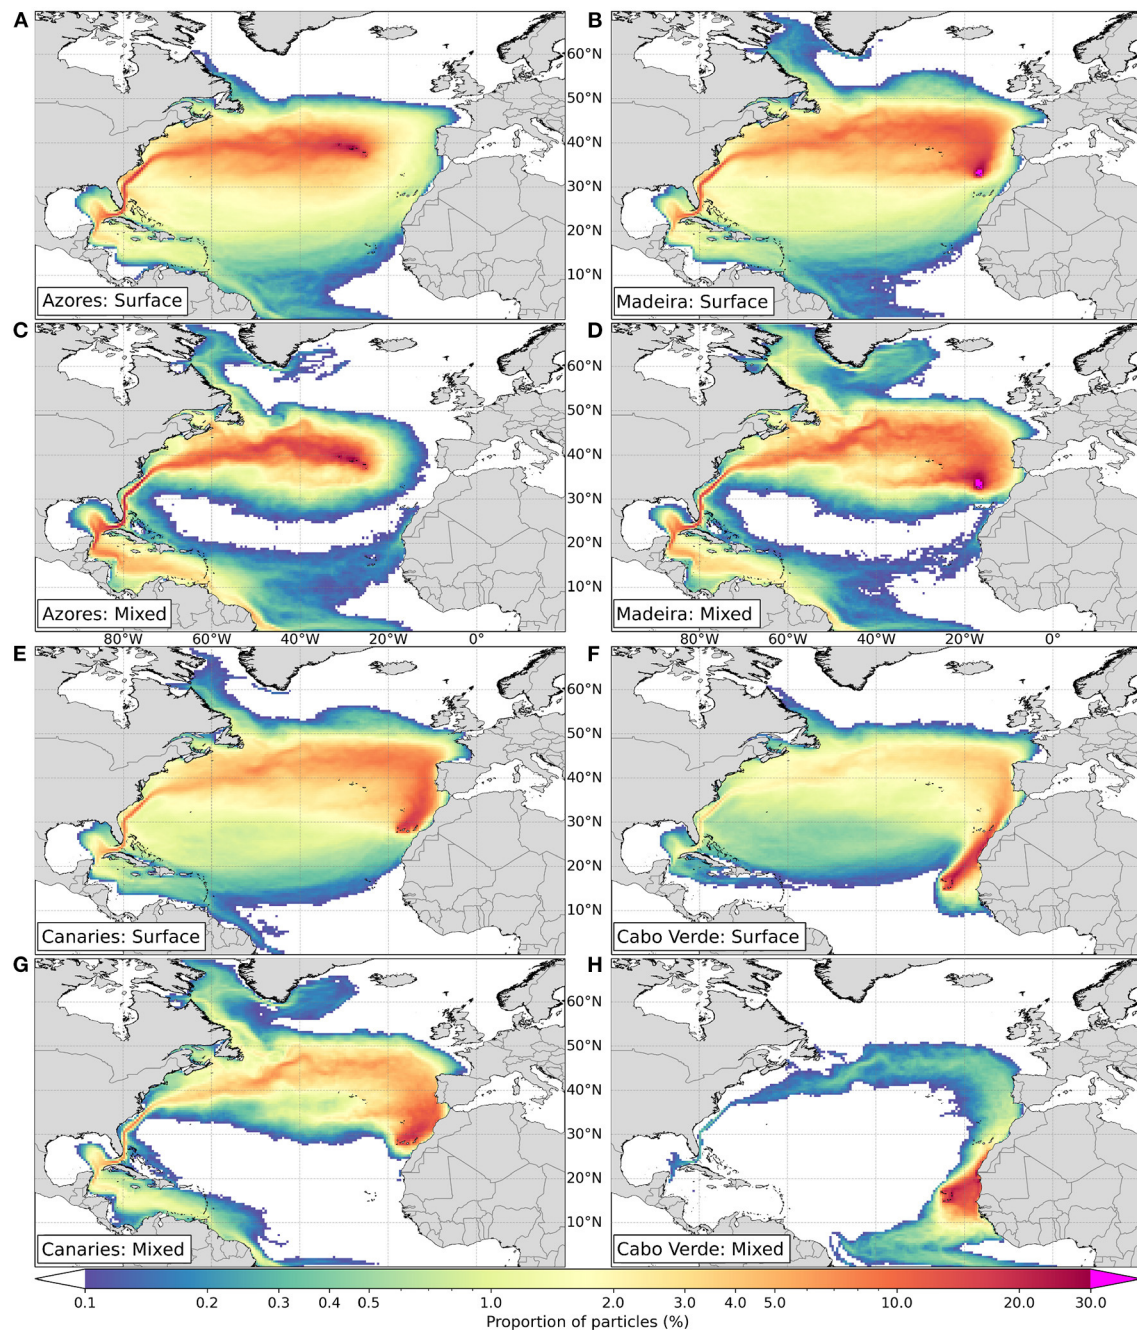 A
B
60°N
50°N
40°N
30°N
20°N
10°N
Azores: Surface
Madeira: Surface
C
D
60°N
50°N
40°N
30°N
20°N
10°N
Azores: Mixed
Madeira: Mixed
80°W 60°W 40°W 20°W 0° 80°W 60°W 40°W 20°W 0°
E
F
60°N
50°N
40°N
30°N
20°N
10°N
Canaries: Surface
Cabo Verde: Surface
G
H
60°N
50°N
40°N
30°N
20°N
10°N
Canaries: Mixed
Cabo Verde: Mixed
0.1 0.2 0.3 0.4 0.5 1.0 2.0 3.0 4.0 5.0 10.0 20.0 30.0
Proportion of particles (%)